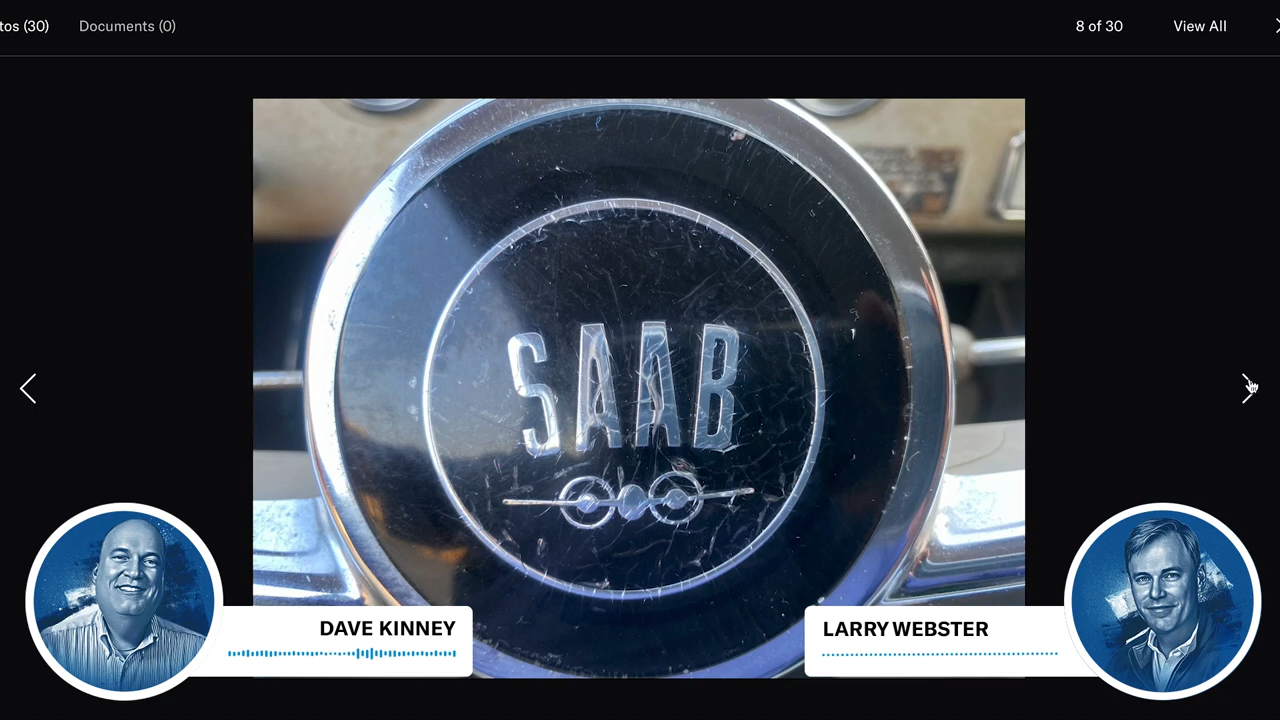 tos (30)
Documents (0)
8 of 30
View All
SAAB
DAVE KINNEY
LARRY WEBSTER